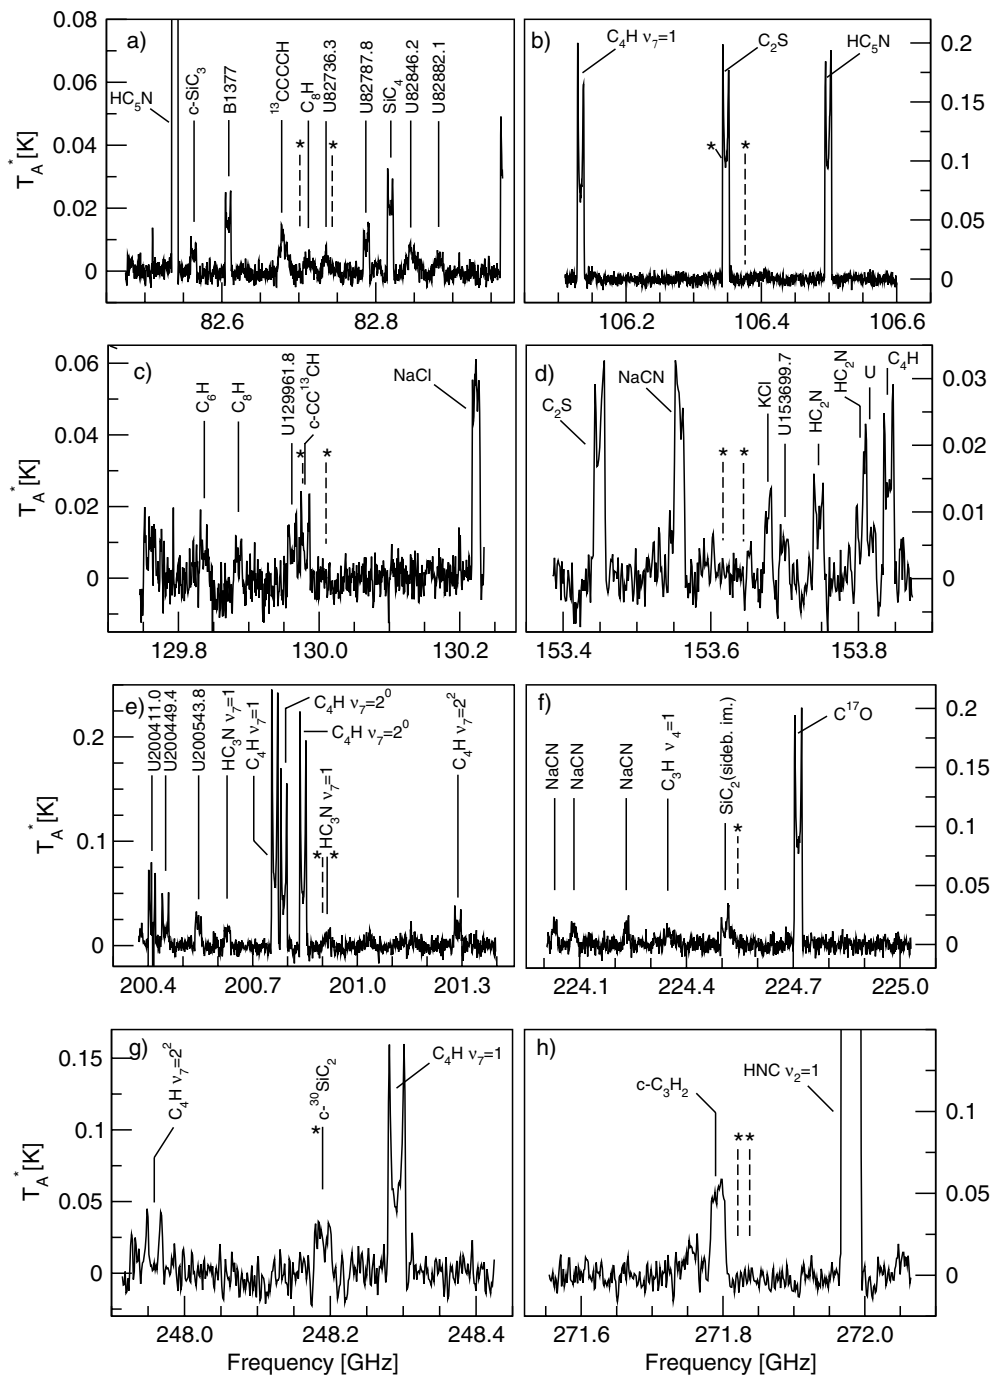 a)
0.08
0.06
0.04
0.02
0
T_A^* [K]
HC₅N
c-SiC₃
B1377
¹³CCCCH
C₈H
U82736.3
U82787.8
SiC₄
U82846.2
U82882.1
*
*
82.6
82.8
b)
C₄H ν₇=1
C₂S
HC₅N
*
*
0.2
0.15
0.1
0.05
0
106.2
106.4
106.6
c)
0.06
0.04
0.02
0
T_A^* [K]
C₆H
C₈H
U129961.8
c-CC¹³CH
*
*
NaCl
129.8
130.0
130.2
d)
C₂S
NaCN
*
*
KCl
U153699.7
HC₂N
HC₂N
U
C₄H
0.03
0.02
0.01
0
153.4
153.6
153.8
e)
0.2
0.1
0
T_A^* [K]
U200411.0
U200449.4
U200543.8
HC₃N ν₇=1
C₄H ν₇=1
C₄H ν₇=2⁰
C₄H ν₇=2⁰
HC₃N ν₇=1
*
*
C₄H ν₇=2²
200.4
200.7
201.0
201.3
f)
NaCN
NaCN
NaCN
C₃H ν₄=1
SiC₂(sideb. im.)
*
C¹⁷O
0.2
0.15
0.1
0.05
0
224.1
224.4
224.7
225.0
g)
0.15
0.1
0.05
0
T_A^* [K]
C₄H ν₇=2²
*
c-³⁰SiC₂
C₄H ν₇=1
248.0
248.2
248.4
Frequency [GHz]
h)
c-C₃H₂
*
*
HNC ν₂=1
0.1
0.05
0
271.6
271.8
272.0
Frequency [GHz]